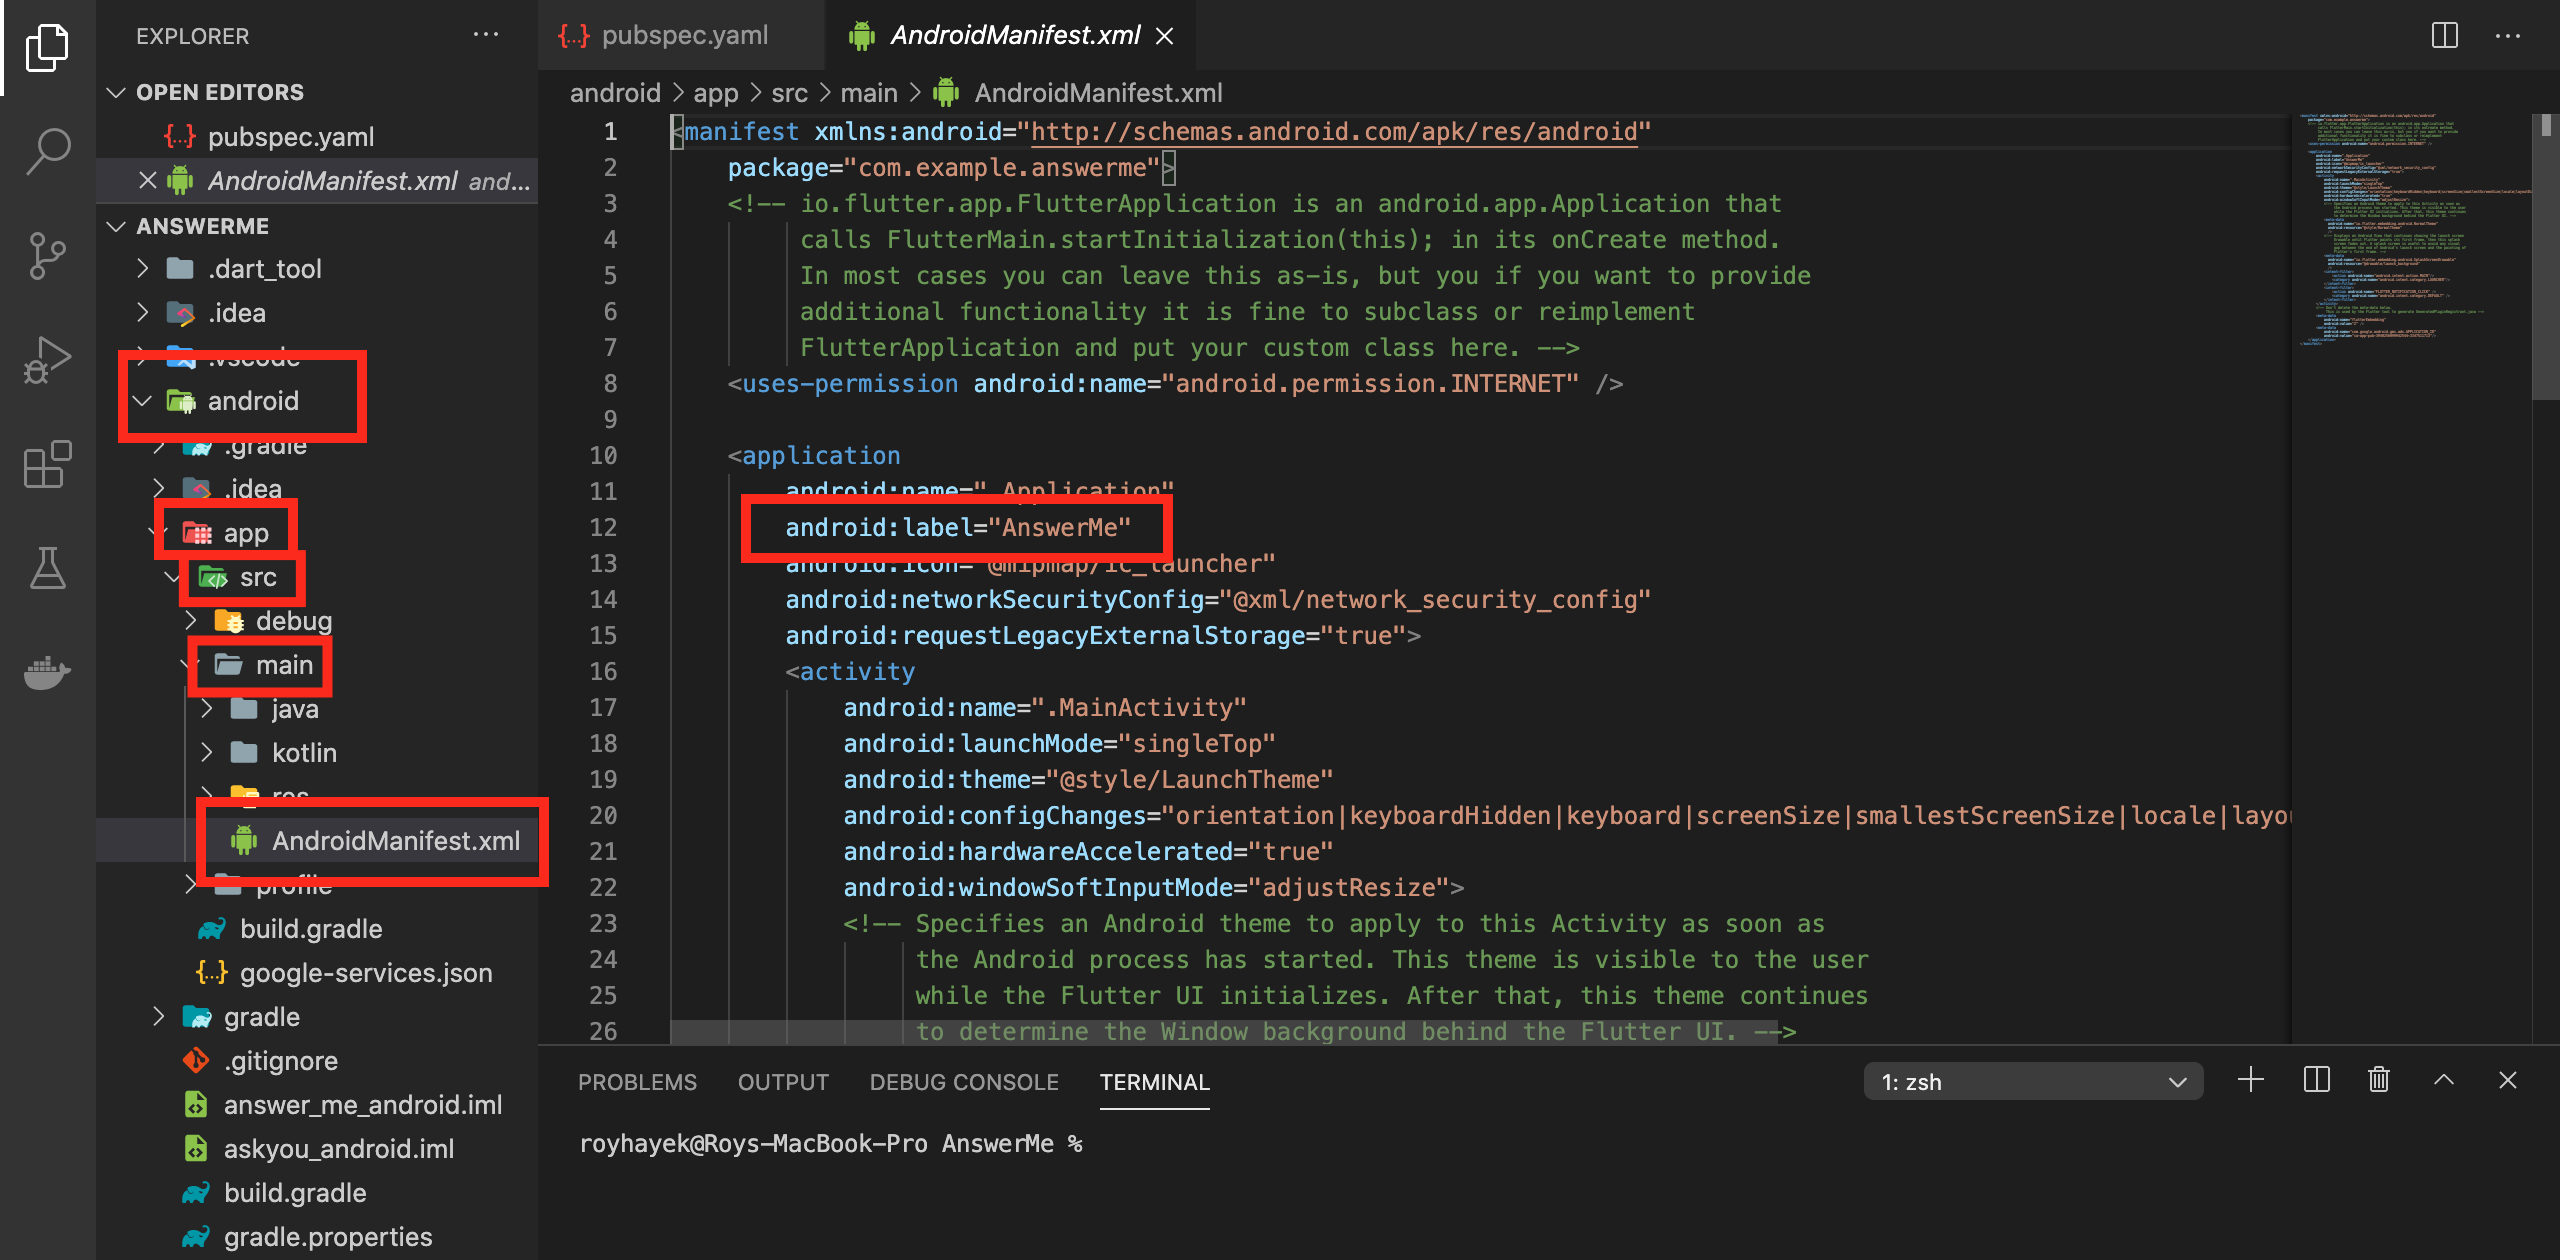 EXPLORER
OPEN EDITORS
pubspec.yaml
AndroidManifest.xml and...
ANSWERME
.dart_tool
.idea
.vscode
android
.gradle
.idea
app
src
debug
main
java
kotlin
res
AndroidManifest.xml
profile
build.gradle
google-services.json
gradle
.gitignore
answer_me_android.iml
askyou_android.iml
build.gradle
gradle.properties
pubspec.yaml
AndroidManifest.xml
android > app > src > main > AndroidManifest.xml
1 <manifest xmlns:android="http://schemas.android.com/apk/res/android"
2 package="com.example.answerme">
3 <!-- io.flutter.app.FlutterApplication is an android.app.Application that
4 calls FlutterMain.startInitialization(this); in its onCreate method.
5 In most cases you can leave this as-is, but you if you want to provide
6 additional functionality it is fine to subclass or reimplement
7 FlutterApplication and put your custom class here. -->
8 <uses-permission android:name="android.permission.INTERNET" />
9
10 <application
11 android:name=".Application"
12 android:label="AnswerMe"
13 android:icon="@mipmap/ic_launcher"
14 android:networkSecurityConfig="@xml/network_security_config"
15 android:requestLegacyExternalStorage="true">
16 <activity
17 android:name=".MainActivity"
18 android:launchMode="singleTop"
19 android:theme="@style/LaunchTheme"
20 android:configChanges="orientation|keyboardHidden|keyboard|screenSize|smallestScreenSize|locale|layou
21 android:hardwareAccelerated="true"
22 android:windowSoftInputMode="adjustResize">
23 <!-- Specifies an Android theme to apply to this Activity as soon as
24 the Android process has started. This theme is visible to the user
25 while the Flutter UI initializes. After that, this theme continues
26 to determine the Window background behind the Flutter UI. -->
PROBLEMS OUTPUT DEBUG CONSOLE TERMINAL 1: zsh
royhayek@Roys-MacBook-Pro AnswerMe %